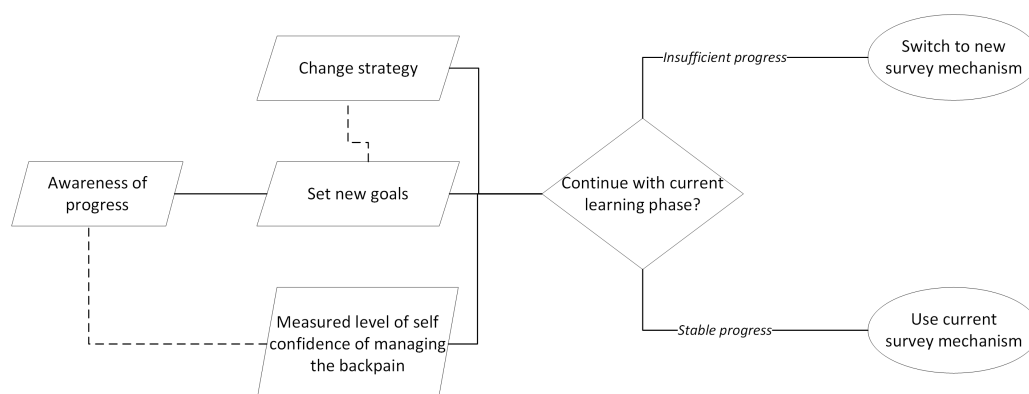 Change strategy
Awareness of
progress
Set new goals
Measured level of self
confidence of managing
the backpain
Continue with current
learning phase?
Insufficient progress
Switch to new
survey mechanism
Stable progress
Use current
survey mechanism